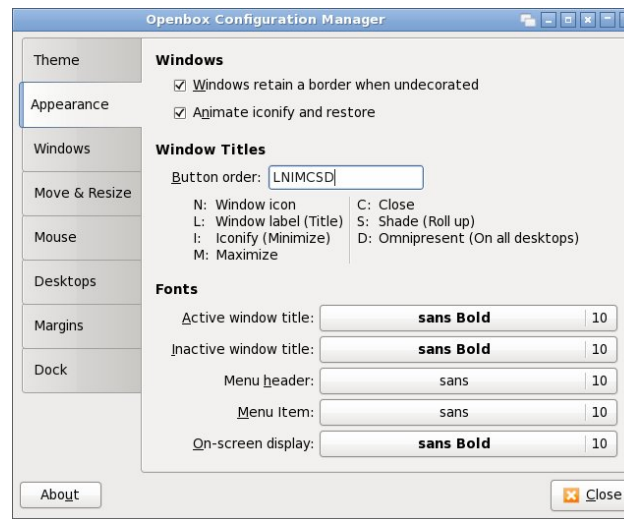 Openbox Configuration Manager
Theme
Appearance
Windows
Move & Resize
Mouse
Desktops
Margins
Dock
Windows
Windows retain a border when undecorated
Animate iconify and restore
Window Titles
Button order: LNIMCSD
N: Window icon
L: Window label (Title)
I: Iconify (Minimize)
M: Maximize
C: Close
S: Shade (Roll up)
D: Omnipresent (On all desktops)
Fonts
Active window title: sans Bold 10
Inactive window title: sans Bold 10
Menu header: sans 10
Menu Item: sans 10
On-screen display: sans Bold 10
About
Close